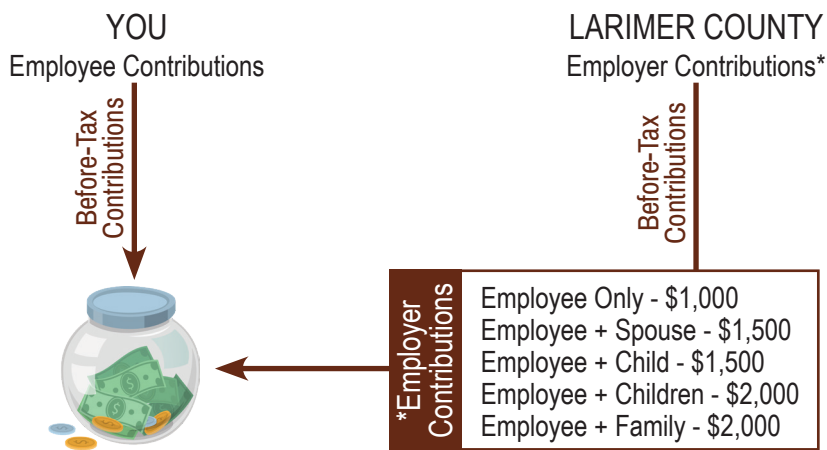 YOU
Employee Contributions
Before-Tax
Contributions
LARIMER COUNTY
Employer Contributions*
Before-Tax
Contributions
*Employer
Contributions
Employee Only - $1,000
Employee + Spouse - $1,500
Employee + Child - $1,500
Employee + Children - $2,000
Employee + Family - $2,000
$
$